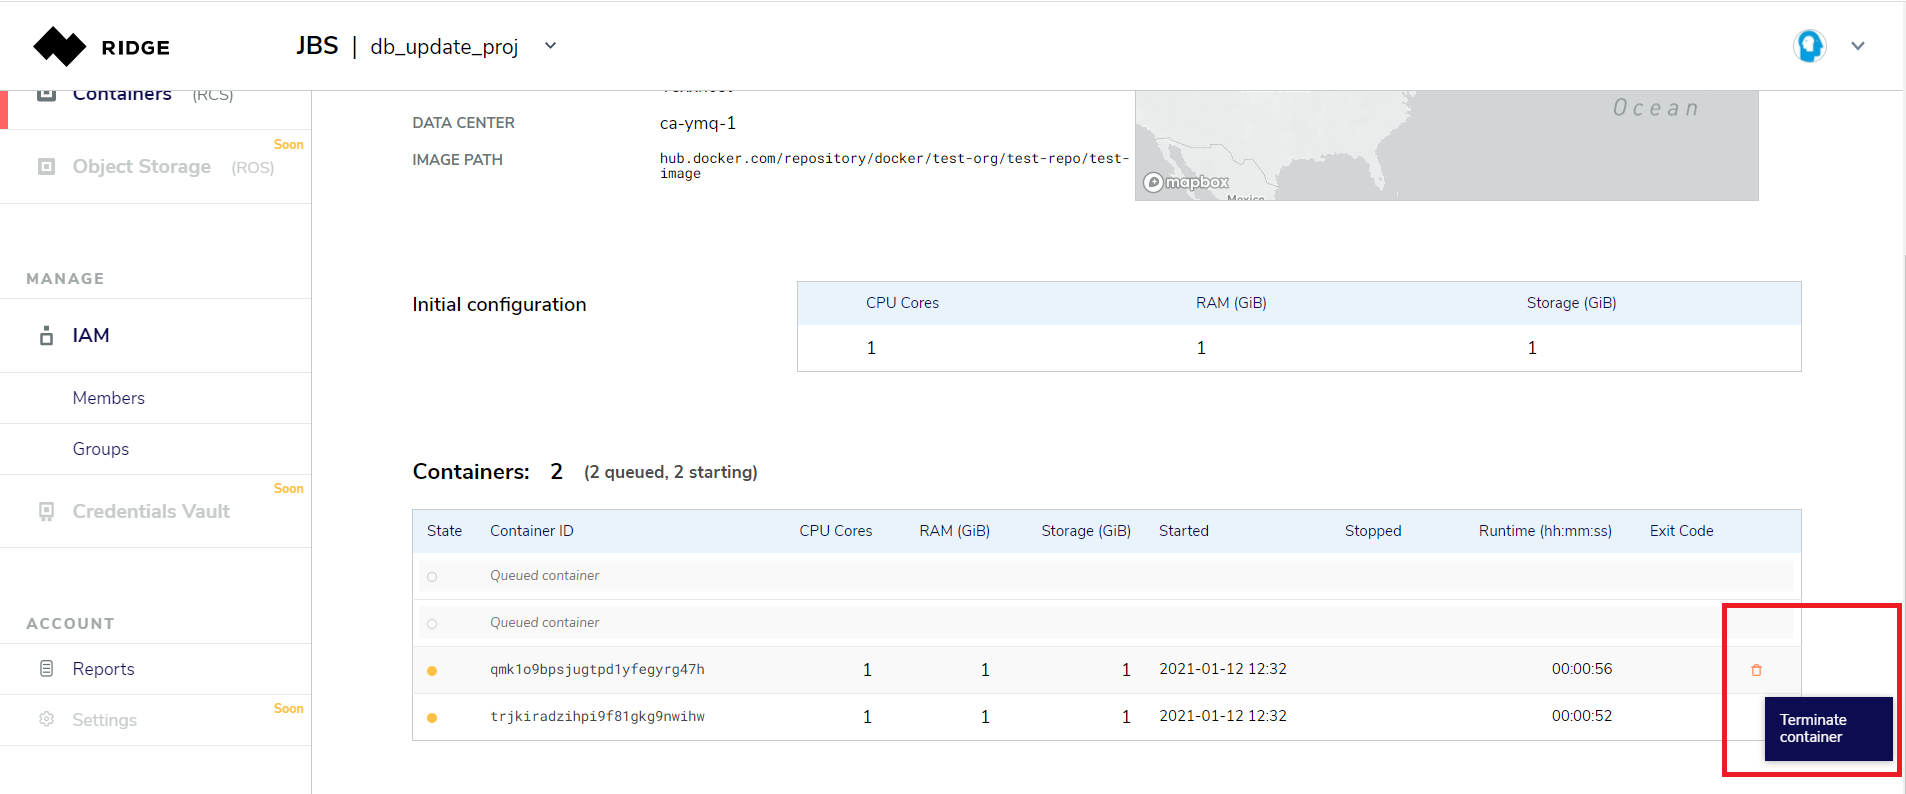 RIDGE
JBS | db_update_proj
Containers (RCS)
Soon
Object Storage (ROS)
MANAGE
IAM
Members
Groups
Soon
Credentials Vault
ACCOUNT
Reports
Soon
Settings
DATA CENTER ca-ymq-1
IMAGE PATH hub.docker.com/repository/docker/test-org/test-repo/test-
image
Ocean
mapbox
Mexico
Initial configuration
CPU Cores RAM (GiB) Storage (GiB)
1 1 1
Containers: 2 (2 queued, 2 starting)
State Container ID CPU Cores RAM (GiB) Storage (GiB) Started Stopped Runtime (hh:mm:ss) Exit Code
Queued container
Queued container
qmk1o9bpsjugtpd1yfegyrg47h 1 1 1 2021-01-12 12:32 00:00:56
trjkiradzihpi9f81gkg9nwihw 1 1 1 2021-01-12 12:32 00:00:52
Terminate
container